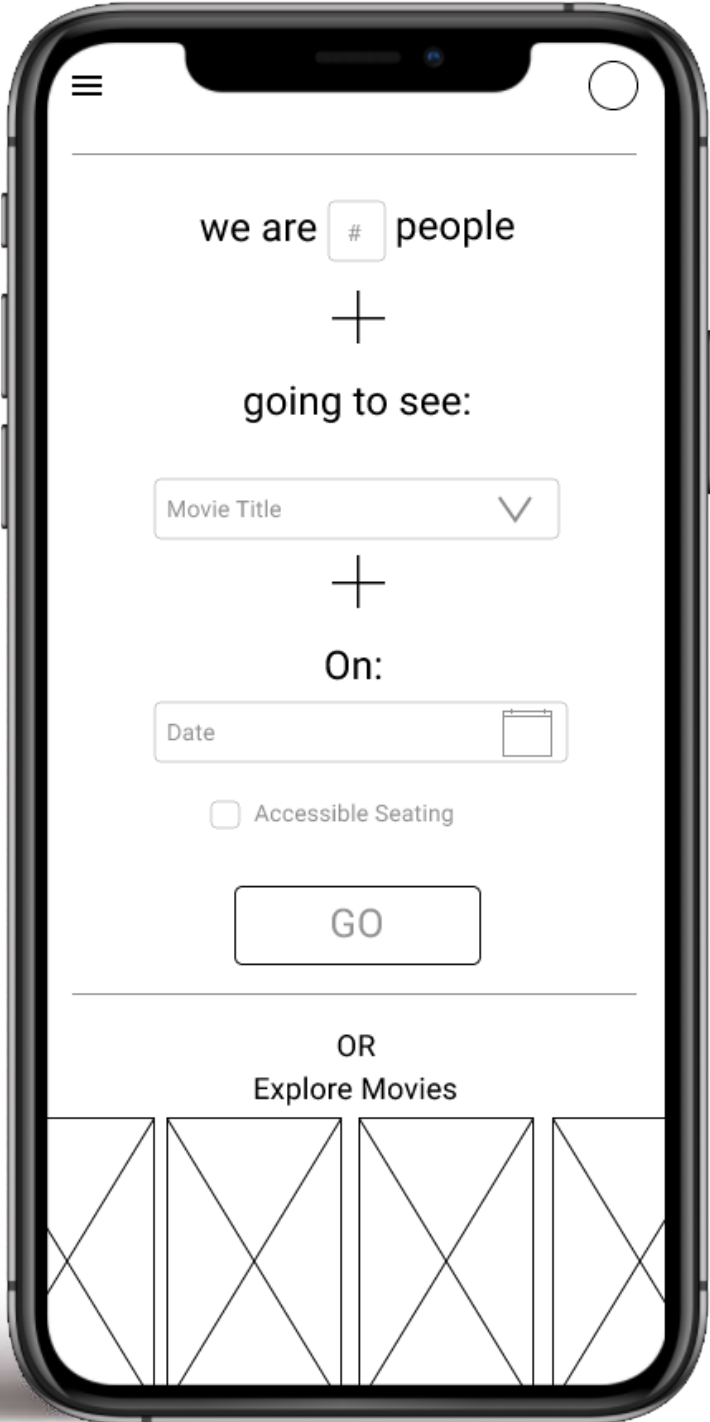 we are # people
going to see:
Movie Title
On:
Date
Accessible Seating
GO
OR
Explore Movies